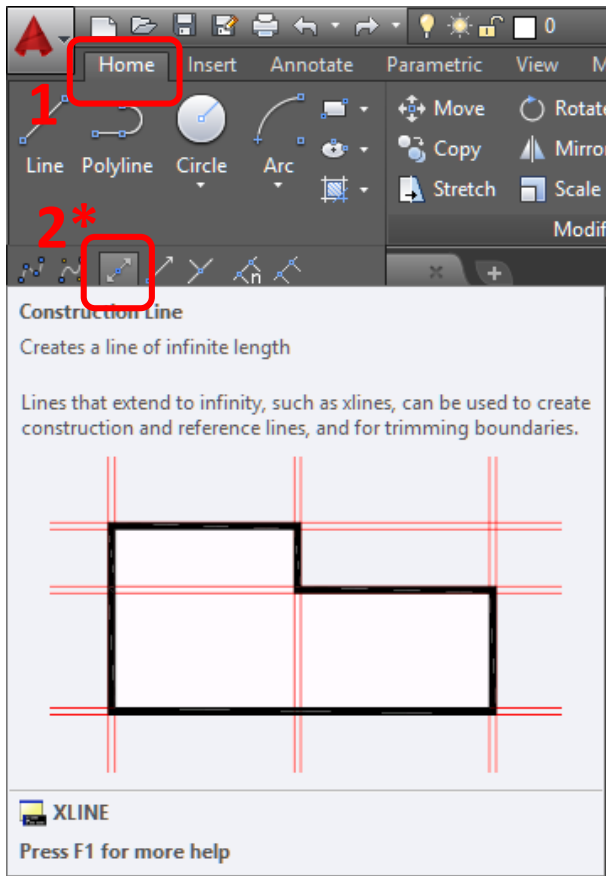 0
Home Insert Annotate Parametric View M
1
Move Rotate
Copy Mirror
Line Polyline Circle Arc
Stretch Scale
Modif
2*
n
Construction Line
Creates a line of infinite length
Lines that extend to infinity, such as xlines, can be used to create
construction and reference lines, and for trimming boundaries.
XLINE
Press F1 for more help